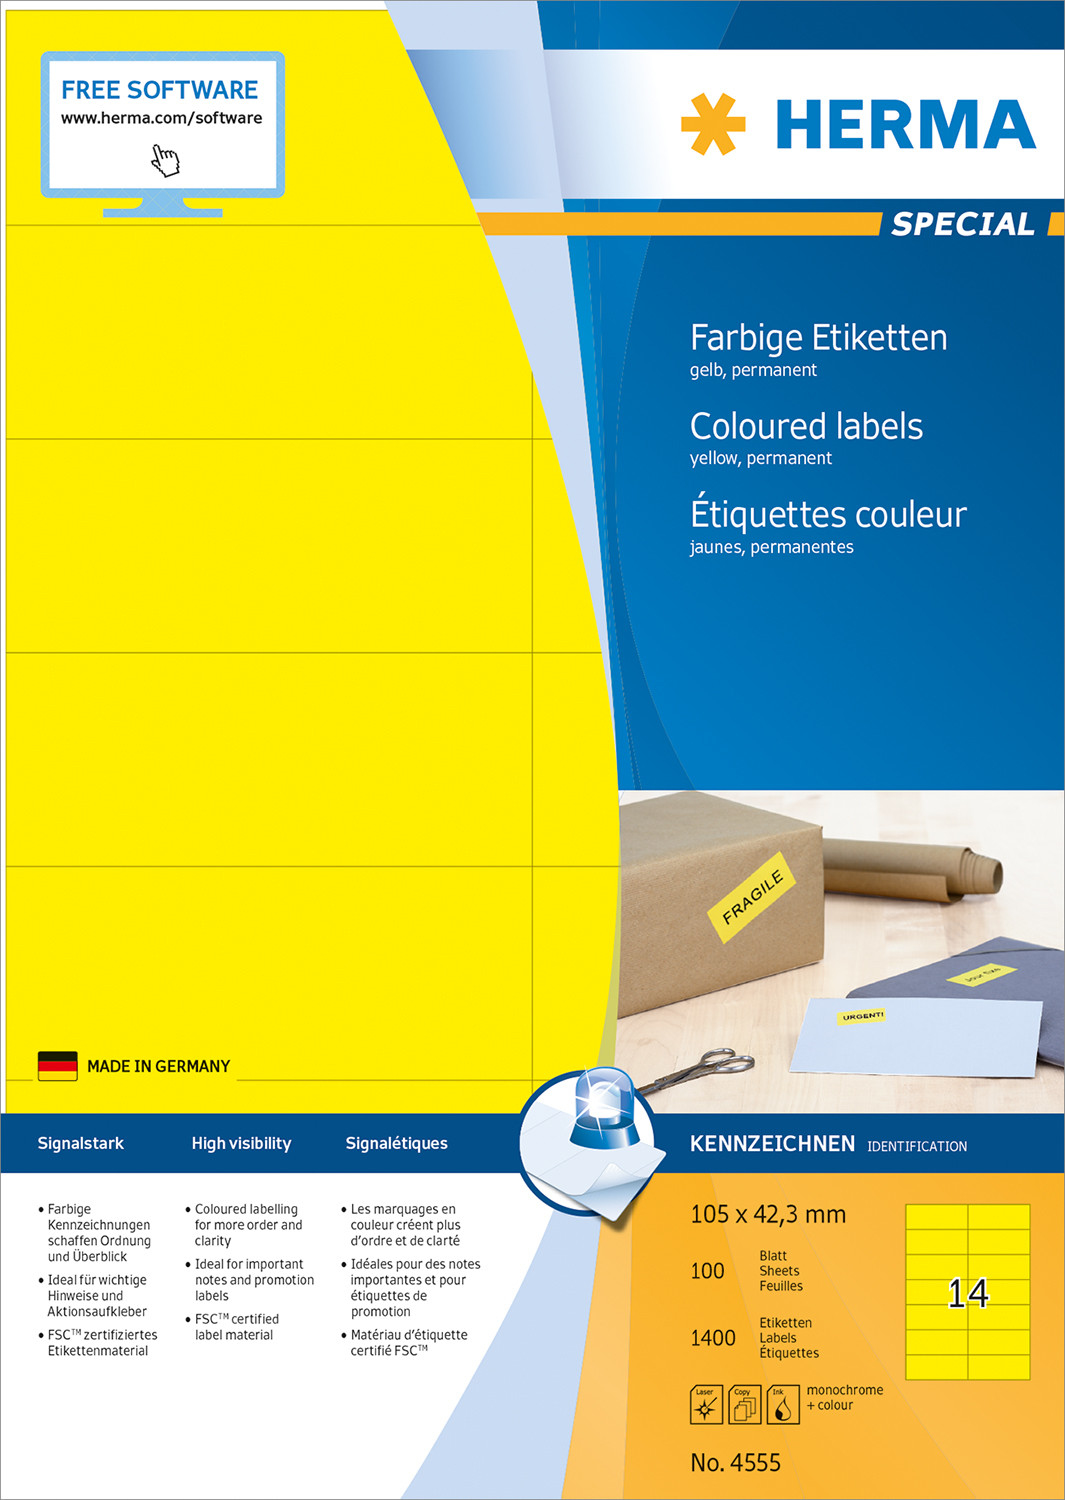 FREE SOFTWARE
www.herma.com/software
HERMA
SPECIAL
Farbige Etiketten
gelb, permanent
Coloured labels
yellow, permanent
Étiquettes couleur
jaunes, permanentes
FRAGILE
URGENT!
MADE IN GERMANY
Signalstark
High visibility
Signalétiques
KENNZEICHNEN IDENTIFICATION
• Farbige
Kennzeichnungen
schaffen Ordnung
und Überblick
• Ideal für wichtige
Hinweise und
Aktionsaufkleber
• FSC™ zertifiziertes
Etikettenmaterial
• Coloured labelling
for more order and
clarity
• Ideal for important
notes and promotion
labels
• FSC™ certified
label material
• Les marquages en
couleur créent plus
d'ordre et de clarté
• Idéales pour des notes
importantes et pour
étiquettes de
promotion
• Matériau d'étiquette
certifié FSC™
105 x 42,3 mm
100
Blatt
Sheets
Feuilles
1400
Etiketten
Labels
Étiquettes
14
Laser
Copy
Ink
monochrome
+ colour
No. 4555